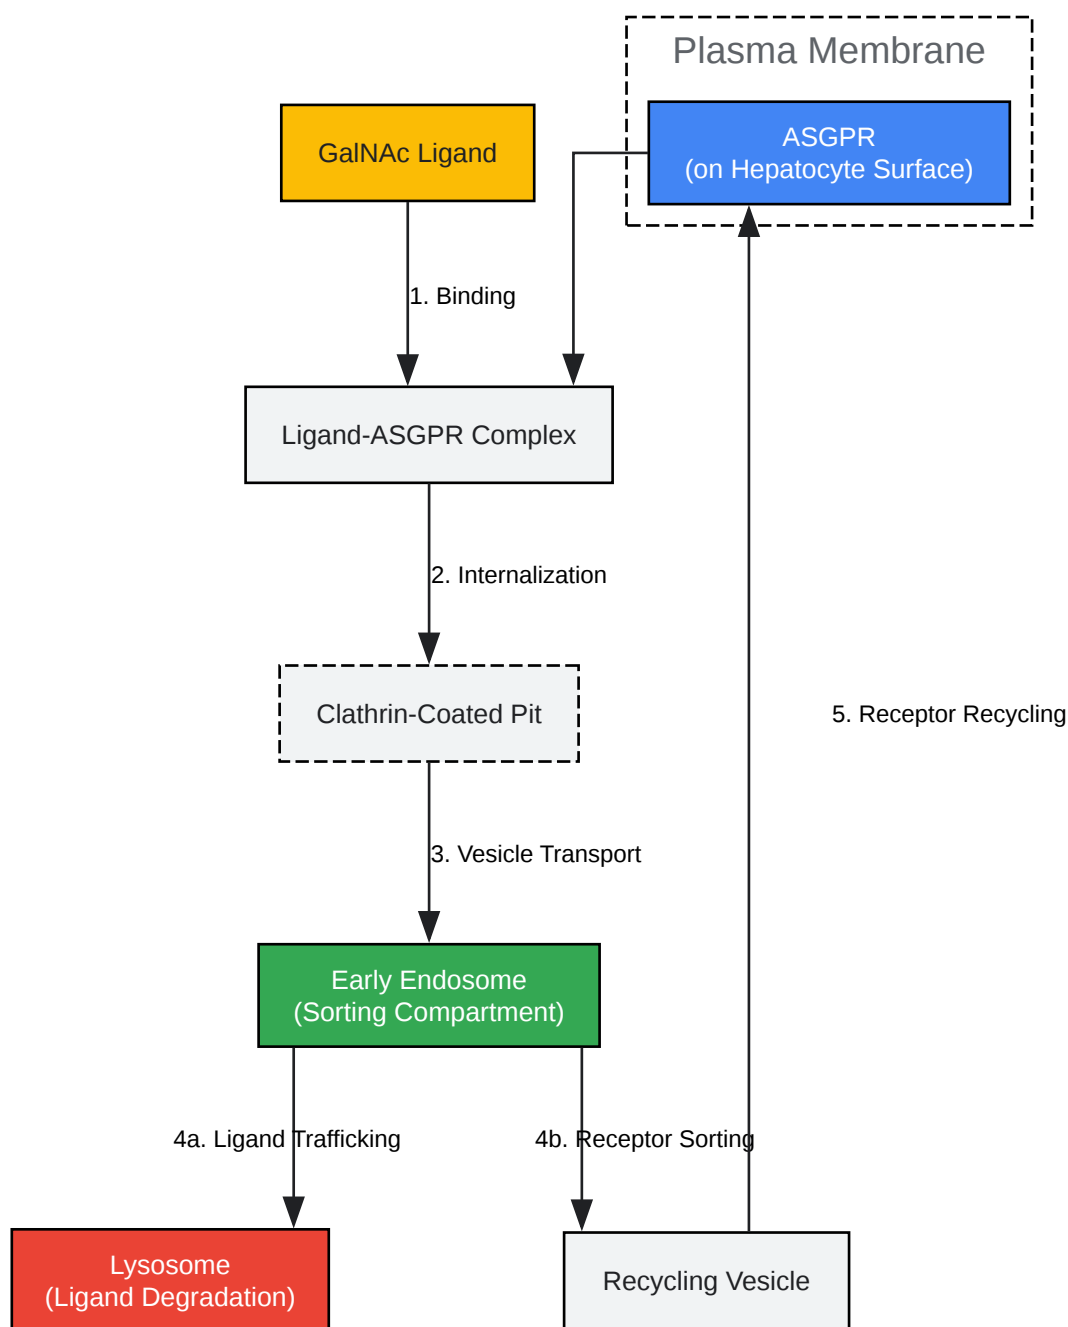 Plasma Membrane
GalNAc Ligand
ASGPR
(on Hepatocyte Surface)
1. Binding
Ligand-ASGPR Complex
2. Internalization
Clathrin-Coated Pit
5. Receptor Recycling
3. Vesicle Transport
Early Endosome
(Sorting Compartment)
4a. Ligand Trafficking
4b. Receptor Sorting
Lysosome
(Ligand Degradation)
Recycling Vesicle